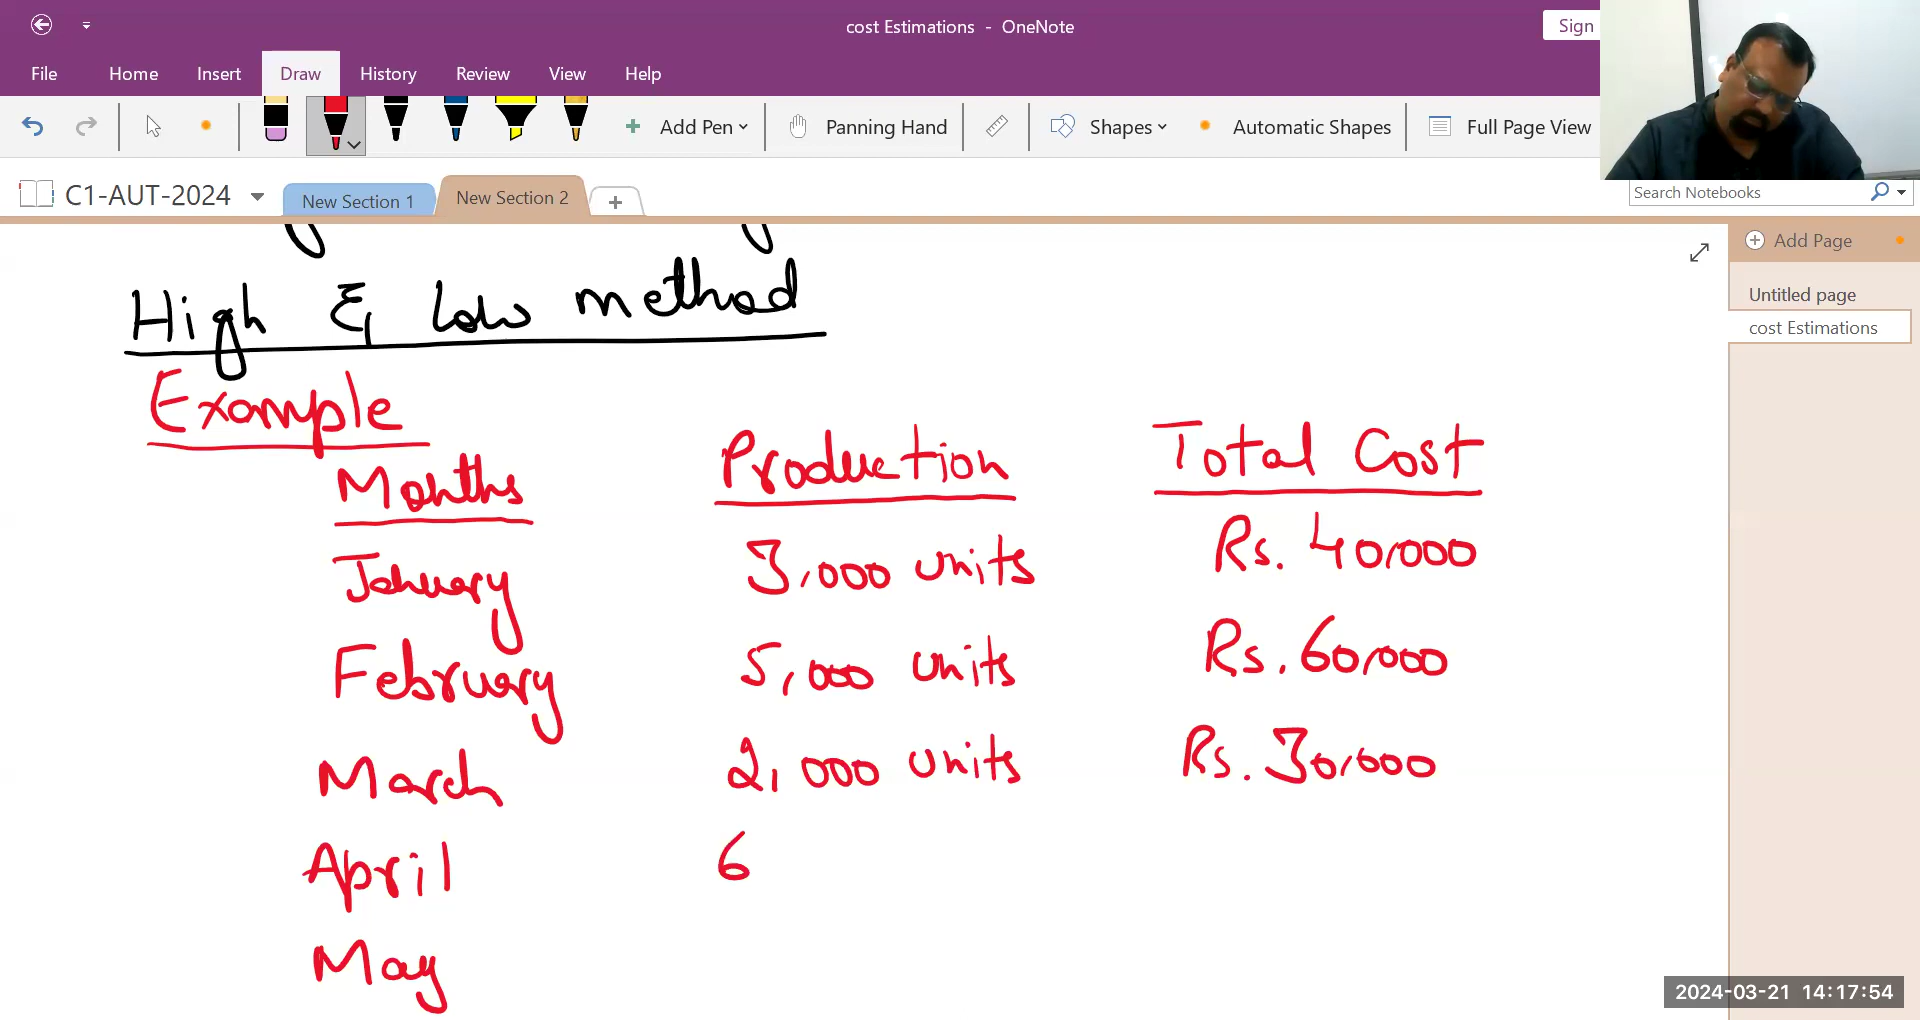 cost Estimations - OneNote
Sign
File Home Insert Draw History Review View Help
Add Pen Panning Hand Shapes Automatic Shapes Full Page View
C1-AUT-2024 New Section 1 New Section 2
Search Notebooks
Add Page
Untitled page
cost Estimations
High & Low method
Example
Months Production Total Cost
January 3,000 units Rs. 40,000
February 5,000 units Rs. 60,000
March 2,000 units Rs. 30,000
April 6
May
2024-03-21 14:17:54